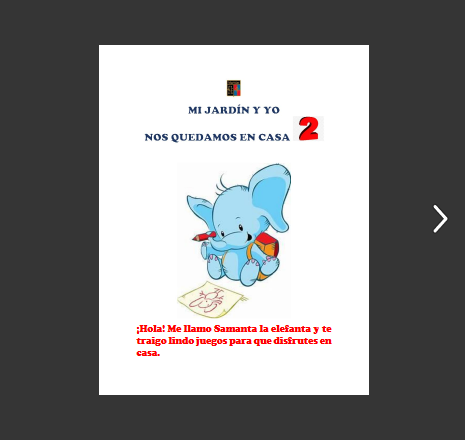 MI JARDÍN Y YO
NOS QUEDAMOS EN CASA 2
¡Hola! Me llamo Samanta la elefanta y te
traigo lindo juegos para que disfrutes en
casa.